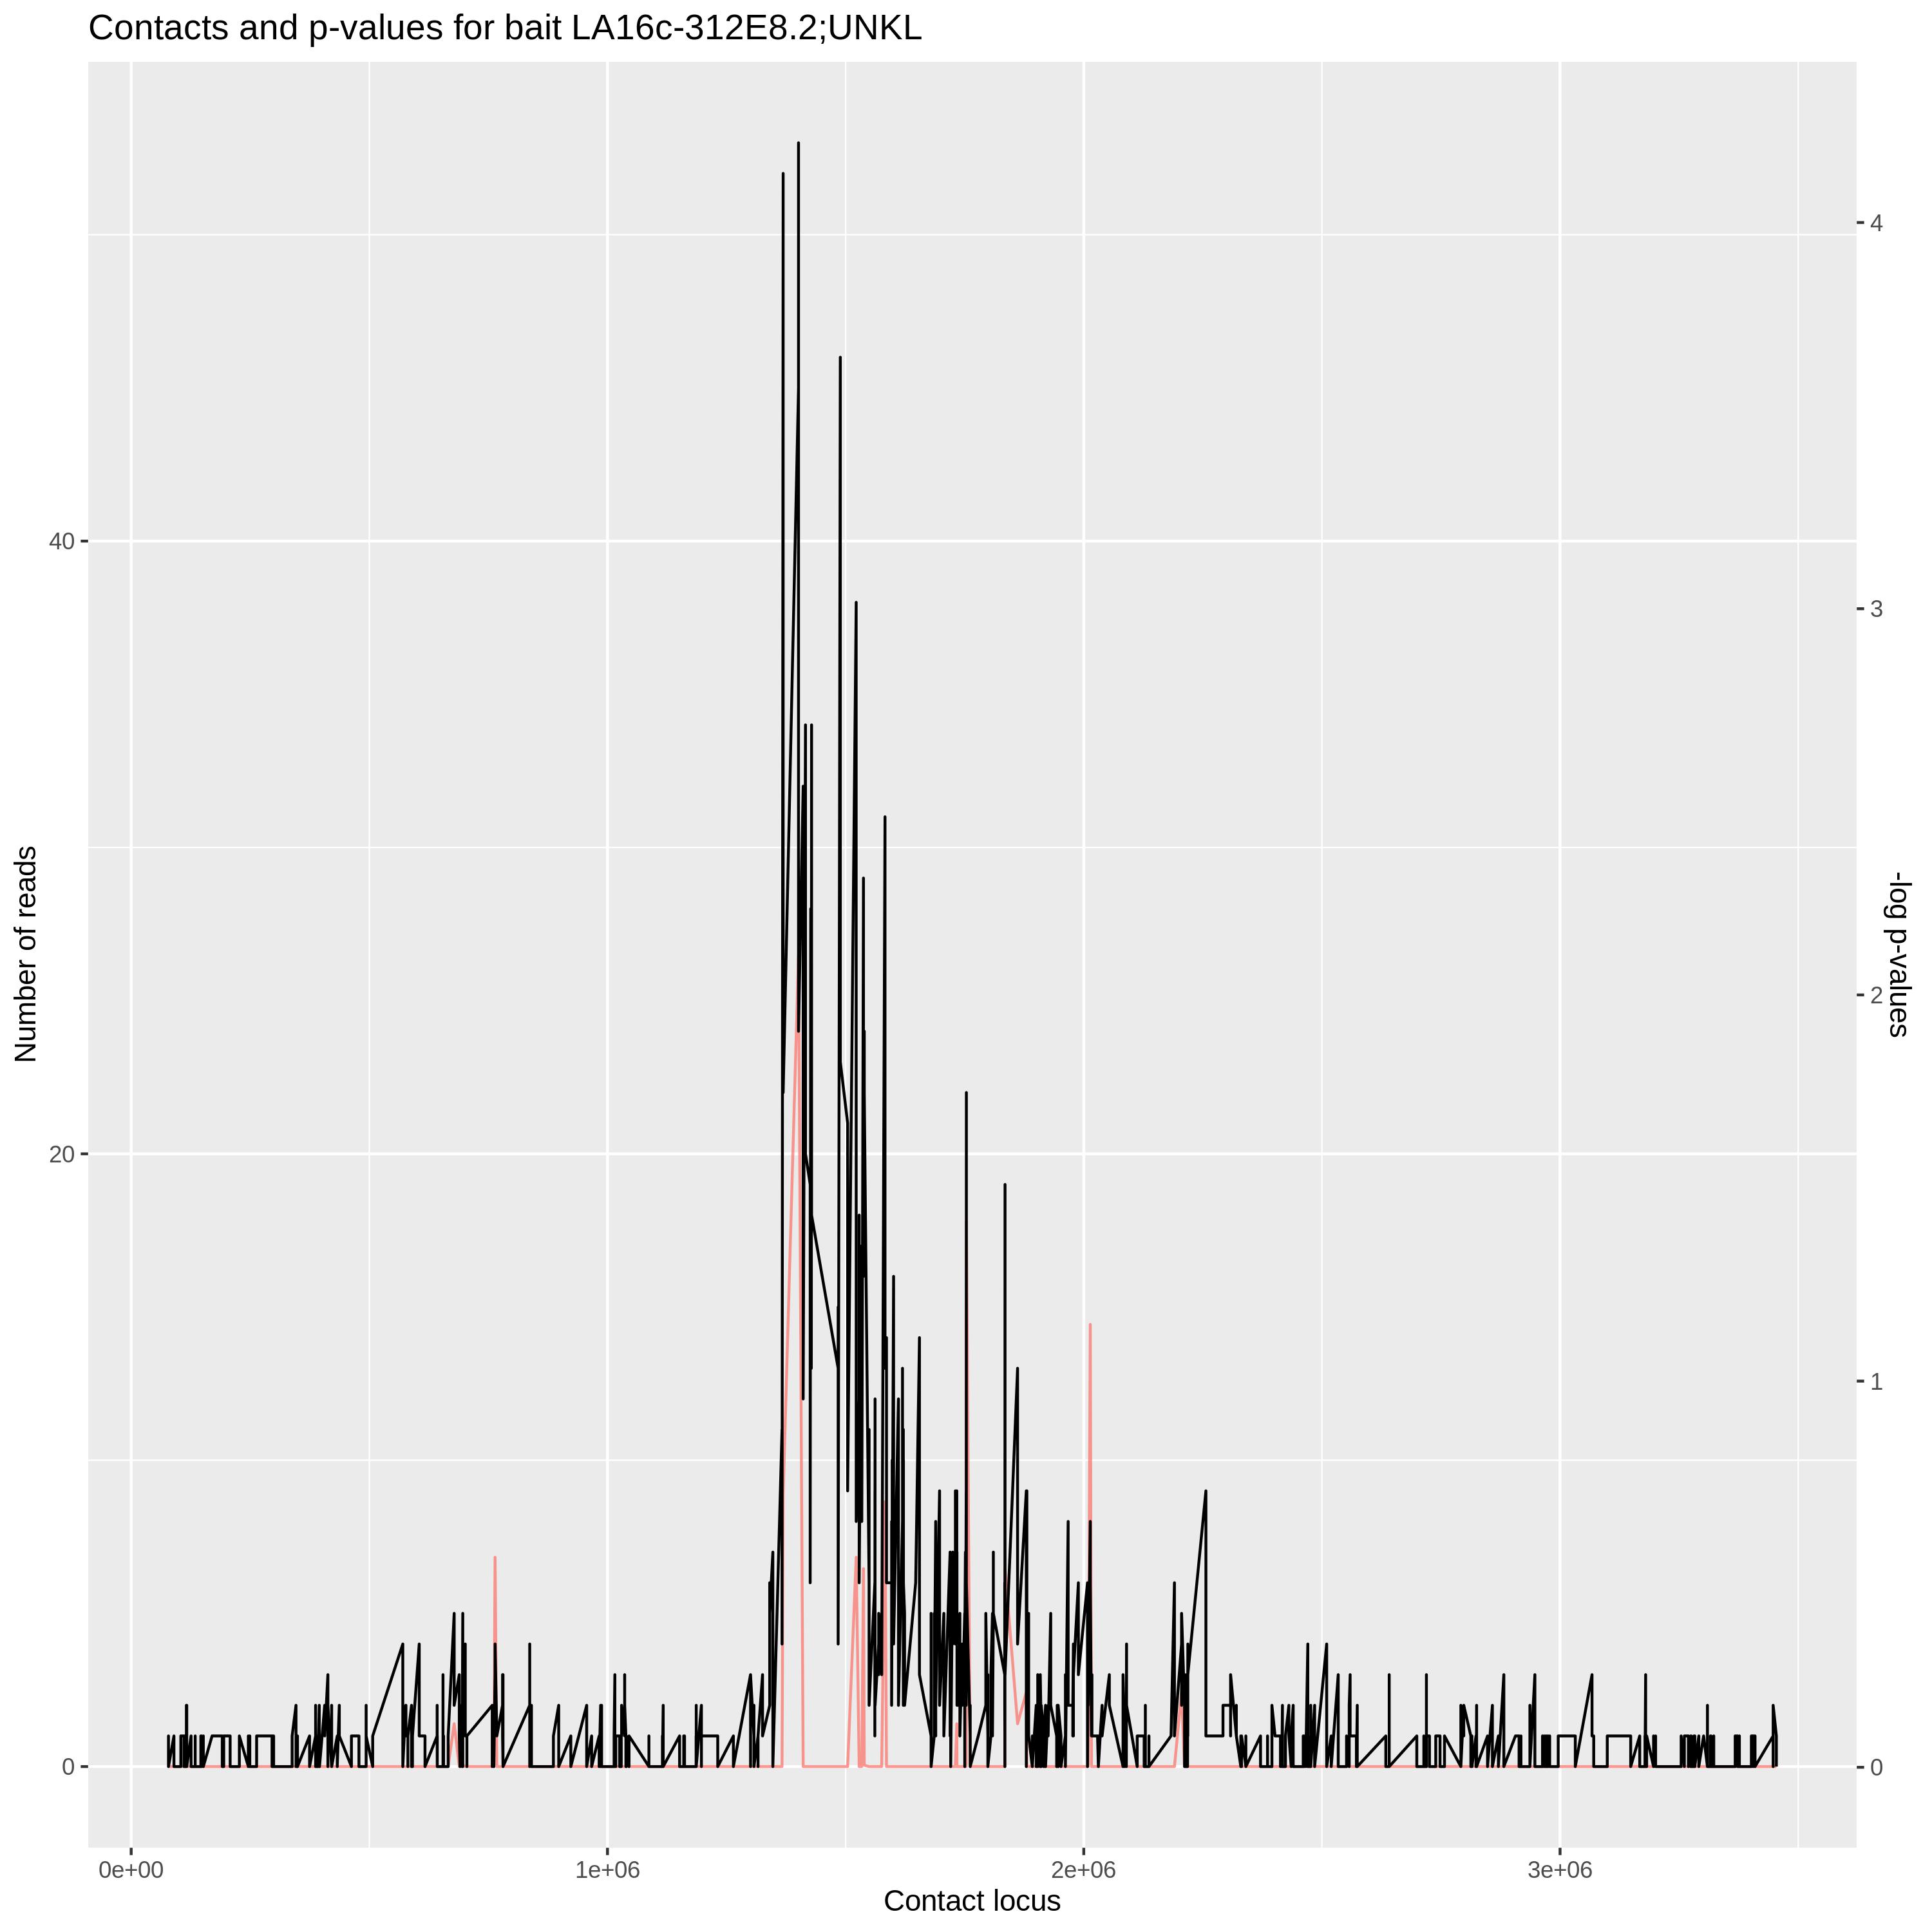 Contacts and p-values for bait LA16c-312E8.2;UNKL
Number of reads
40
20
0
4
3
2
1
0
-log p-values
0e+00
1e+06
2e+06
3e+06
Contact locus